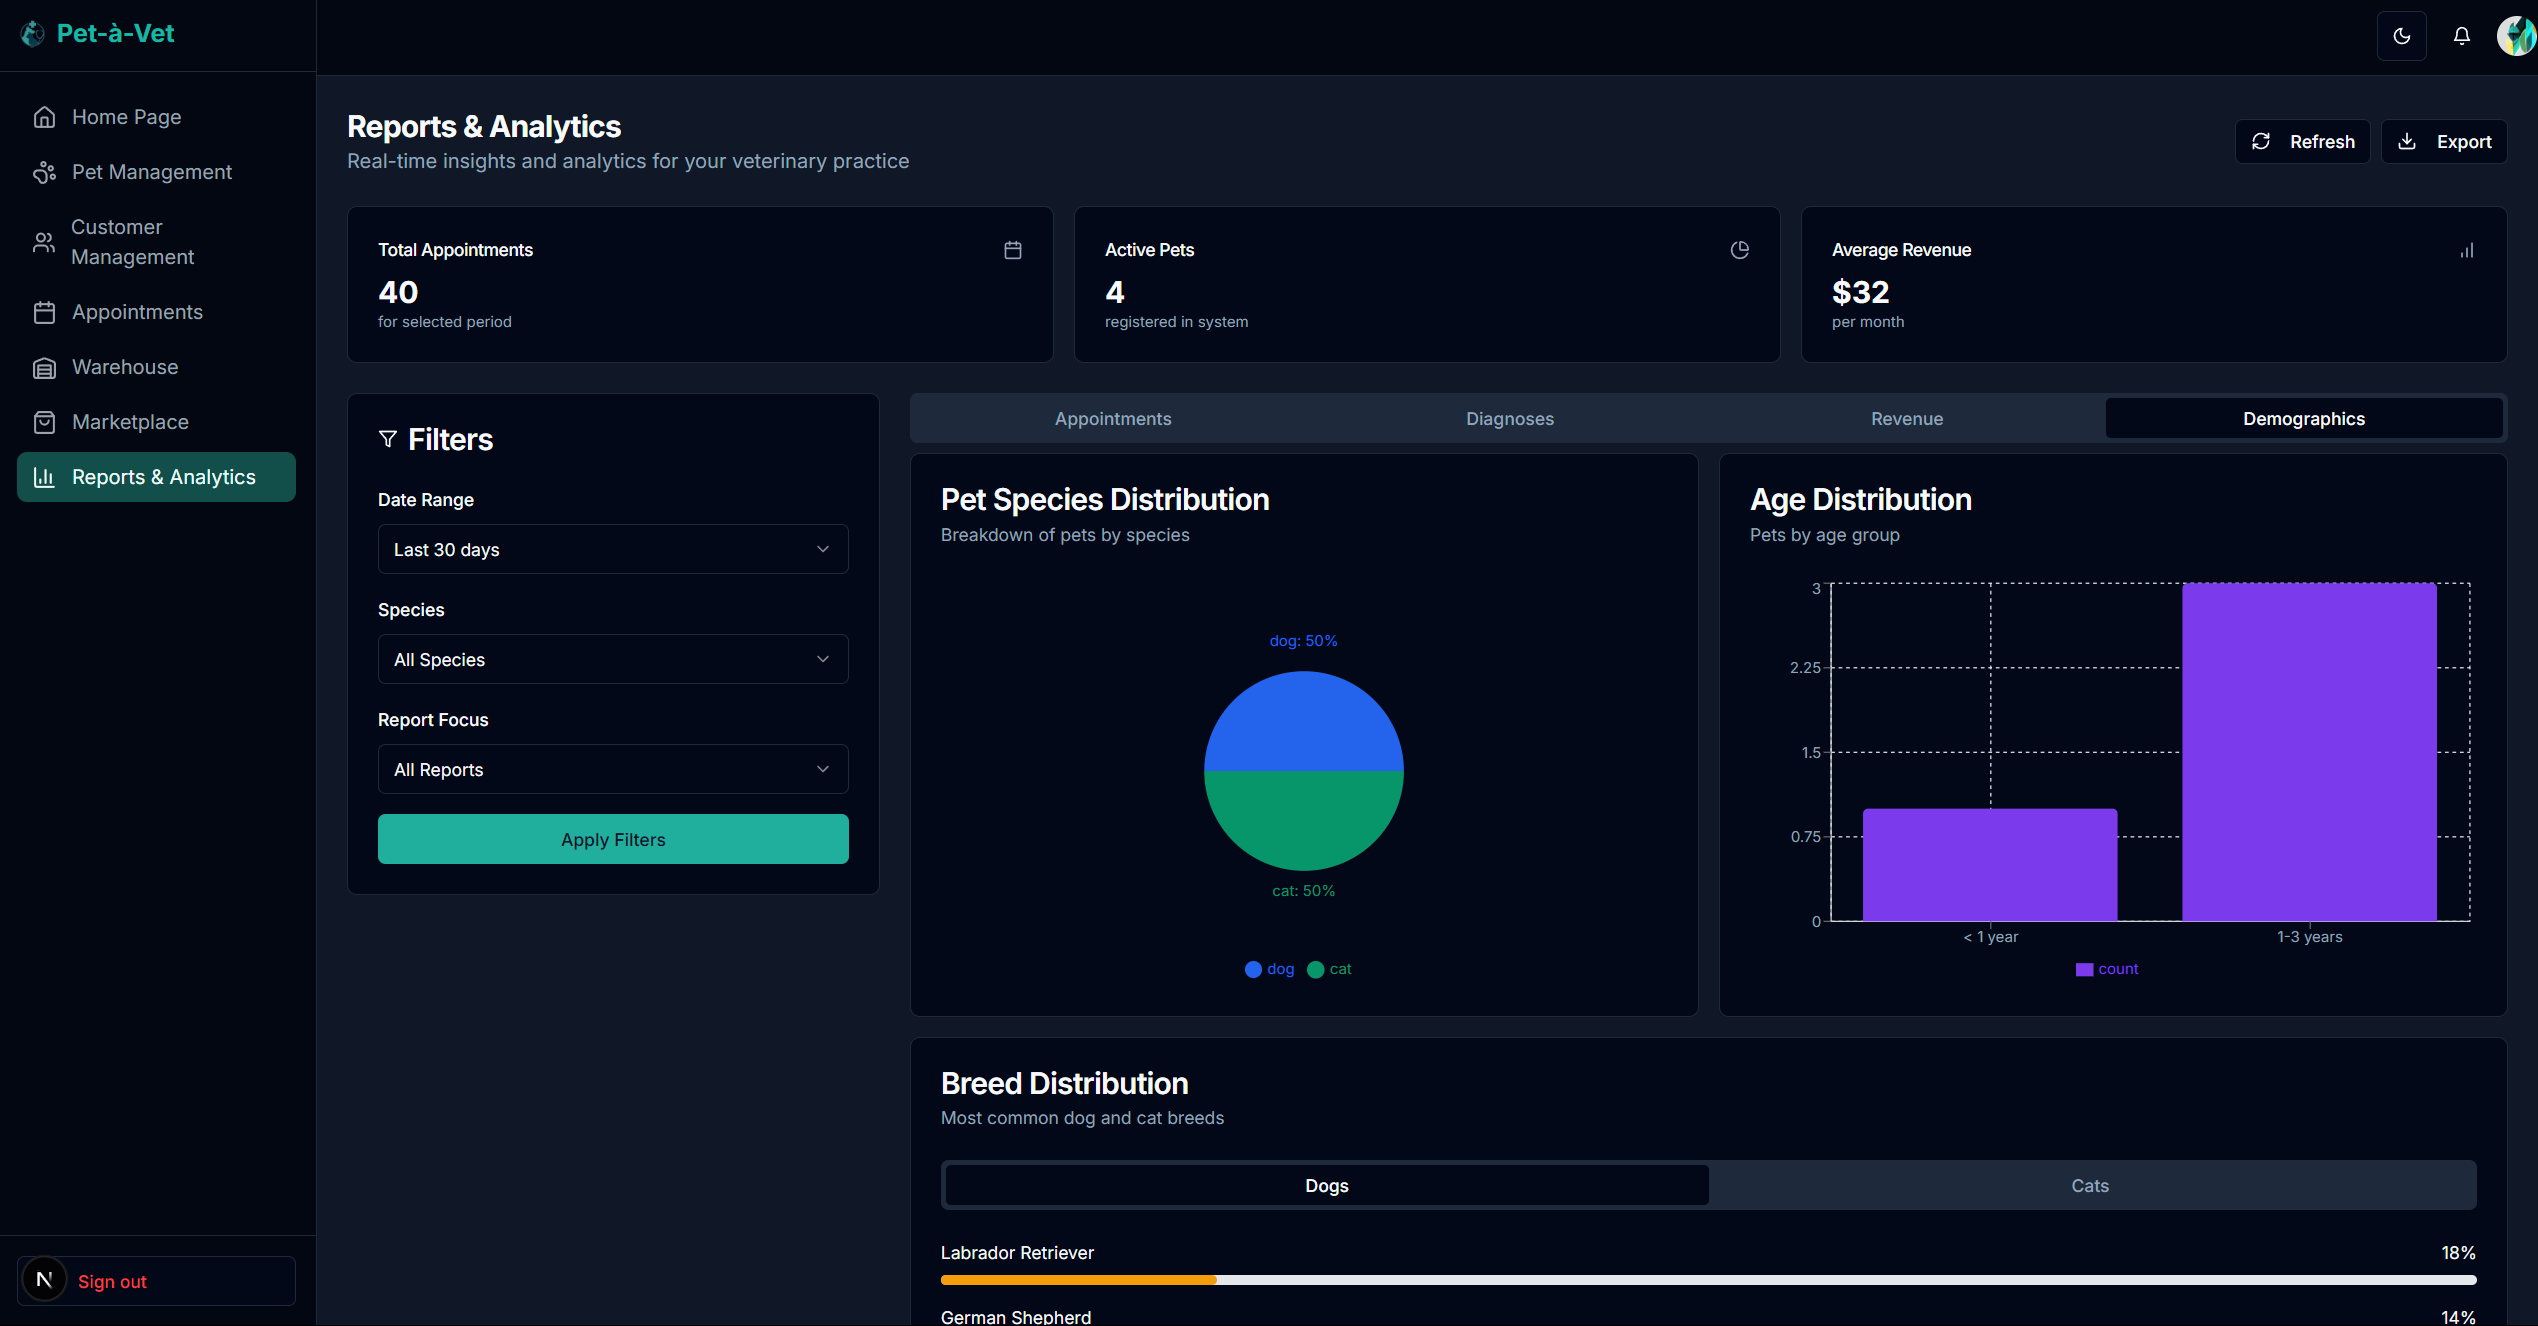 Pet-à-Vet
Home Page
Pet Management
Customer
Management
Appointments
Warehouse
Marketplace
Reports & Analytics
N
Sign out
Reports & Analytics
Real-time insights and analytics for your veterinary practice
Refresh
Export
Total Appointments
40
for selected period
Active Pets
4
registered in system
Average Revenue
$32
per month
Filters
Date Range
Last 30 days
Species
All Species
Report Focus
All Reports
Apply Filters
Appointments
Diagnoses
Revenue
Demographics
Pet Species Distribution
Breakdown of pets by species
dog: 50%
cat: 50%
dog
cat
Age Distribution
Pets by age group
3
2.25
1.5
0.75
0
< 1 year
1-3 years
count
Breed Distribution
Most common dog and cat breeds
Dogs
Cats
Labrador Retriever
18%
German Shepherd
14%